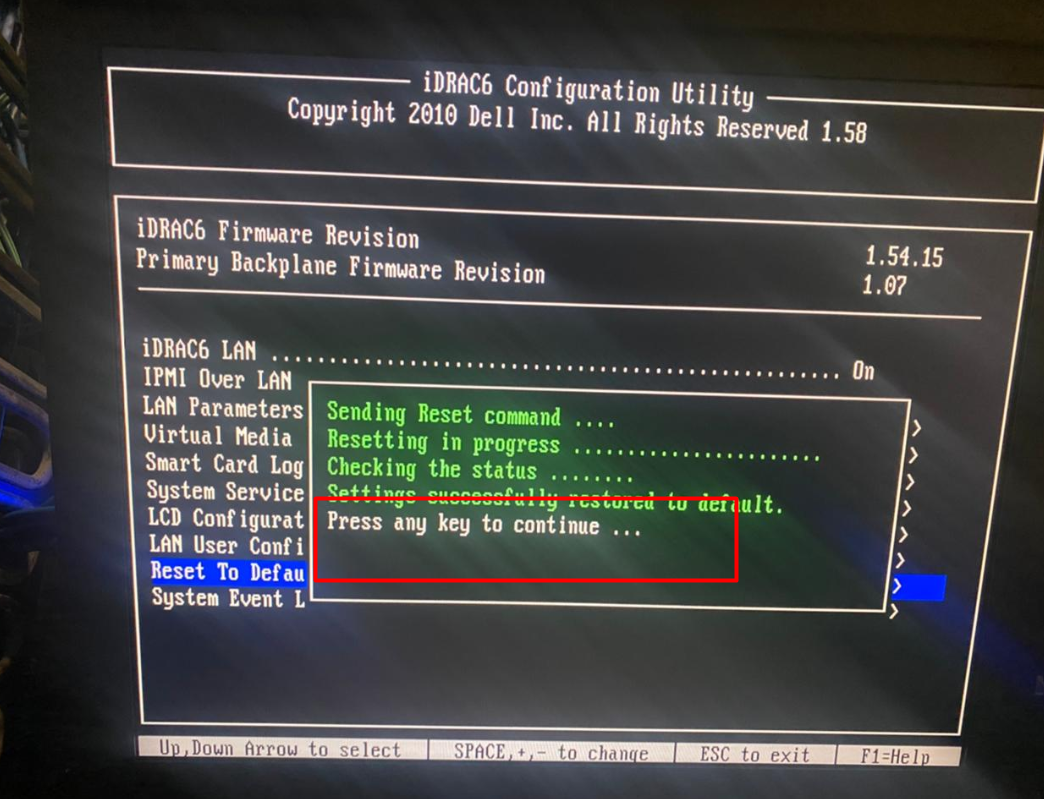 iDRAC6 Configuration Utility
Copyright 2010 Dell Inc. All Rights Reserved 1.58
iDRAC6 Firmware Revision 1.54.15
Primary Backplane Firmware Revision 1.07
iDRAC6 LAN ............................................................ On
IPMI Over LAN
LAN Parameters >
Virtual Media >
Smart Card Log >
System Service >
LCD Configurat >
LAN User Confi >
Reset To Defau >
System Event L >
Sending Reset command ....
Resetting in progress ......................
Checking the status ........
Settings successfully restored to default.
Press any key to continue ...
Up,Down Arrow to select | SPACE,+,- to change | ESC to exit | F1=Help